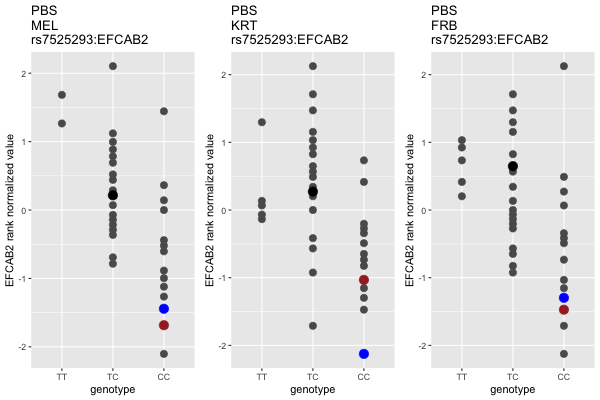 PBS
MEL
rs7525293:EFCAB2
EFCAB2 rank normalized value
2
1
0
-1
-2
TT
TC
CC
genotype
PBS
KRT
rs7525293:EFCAB2
EFCAB2 rank normalized value
2
1
0
-1
-2
TT
TC
CC
genotype
PBS
FRB
rs7525293:EFCAB2
EFCAB2 rank normalized value
2
1
0
-1
-2
TT
TC
CC
genotype